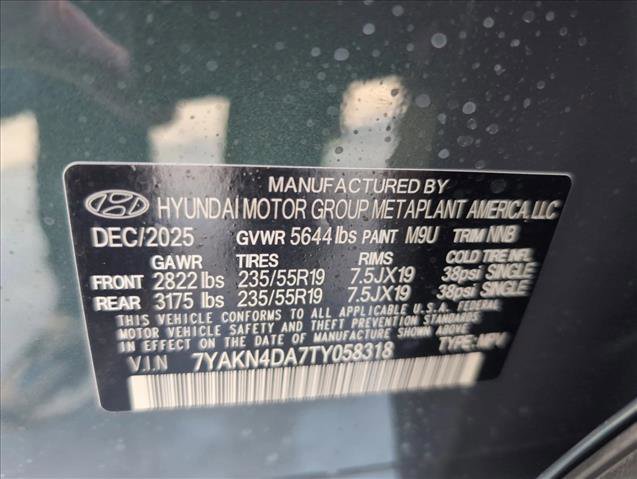 MANUFACTURED BY
HYUNDAI MOTOR GROUP METAPLANT AMERICA, LLC
DEC/2025 GVWR 5644 lbs PAINT M9U TRIM NNB
GAWR TIRES RIMS COLD TIRE INFL
FRONT 2822 lbs 235/55R19 7.5JX19 38psi SINGLE
REAR 3175 lbs 235/55R19 7.5JX19 38psi SINGLE
THIS VEHICLE CONFORMS TO ALL APPLICABLE U.S.A. FEDERAL
MOTOR VEHICLE SAFETY AND THEFT PREVENTION STANDARDS IN
EFFECT ON THE DATE OF MANUFACTURE SHOWN ABOVE.
V.I.N 7YAKN4DA7TY058318 TYPE: MPV